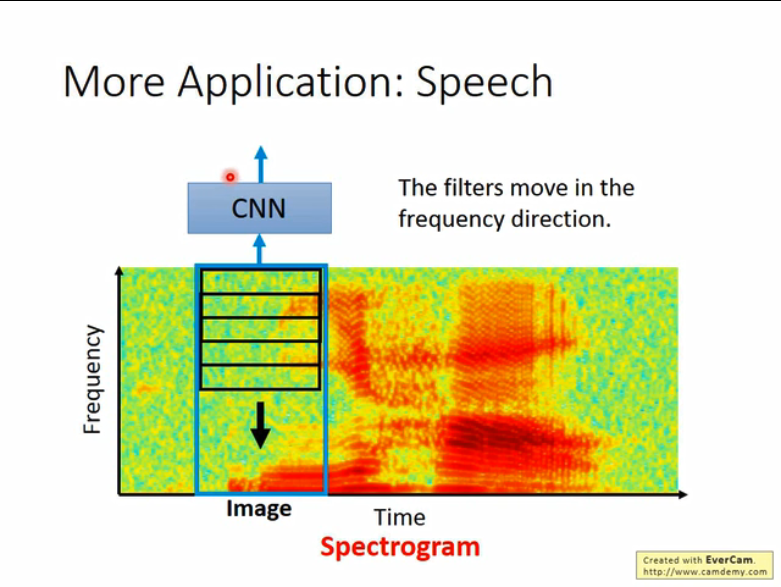 More Application: Speech
CNN
The filters move in the
frequency direction.
Frequency
Image
Time
Spectrogram
Created with EverCam.
http://www.camdemy.com